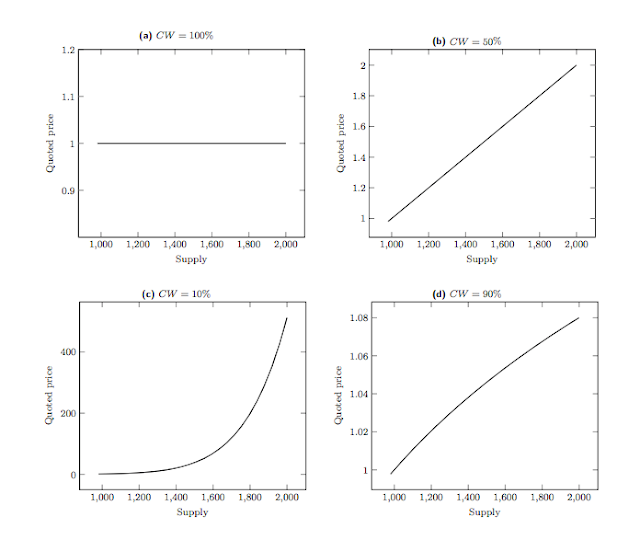 (a) CW = 100%
1.2
1.1
1
0.9
Quoted price
1,000 1,200 1,400 1,600 1,800 2,000
Supply
(b) CW = 50%
2
1.8
1.6
1.4
1.2
1
Quoted price
1,000 1,200 1,400 1,600 1,800 2,000
Supply
(c) CW = 10%
400
200
0
Quoted price
1,000 1,200 1,400 1,600 1,800 2,000
Supply
(d) CW = 90%
1.08
1.06
1.04
1.02
1
Quoted price
1,000 1,200 1,400 1,600 1,800 2,000
Supply